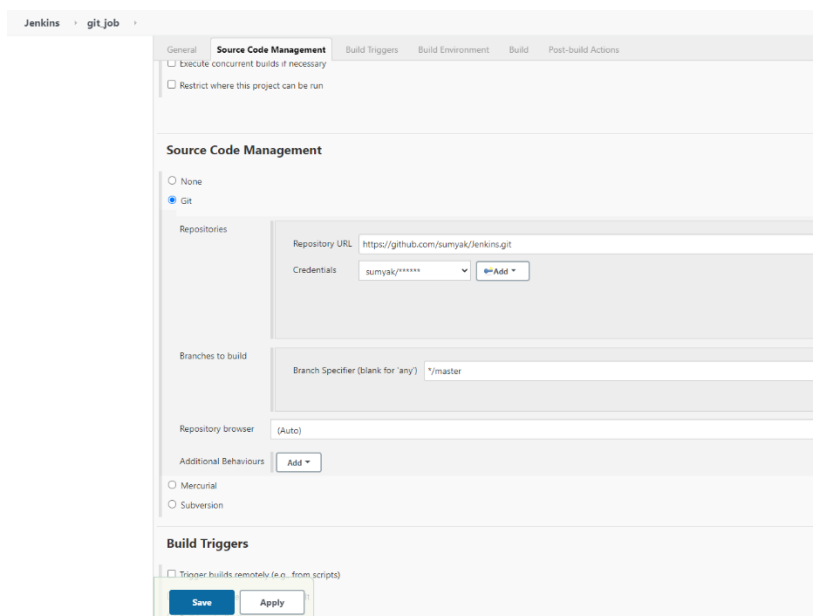 Jenkins › git_job ›
General Source Code Management Build Triggers Build Environment Build Post-build Actions
Execute concurrent builds if necessary
Restrict where this project can be run
Source Code Management
None
Git
Repositories
Repository URL https://github.com/sumyak/Jenkins.git
Credentials sumyak/****** Add
Branches to build
Branch Specifier (blank for 'any') */master
Repository browser (Auto)
Additional Behaviours Add
Mercurial
Subversion
Build Triggers
Trigger builds remotely (e.g., from scripts)
Save Apply